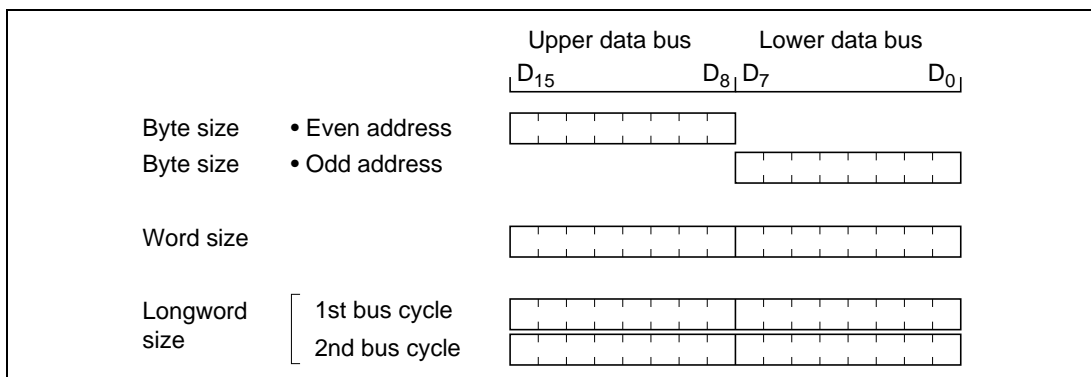 Upper data bus Lower data bus
D15 D8 D7 D0
Byte size • Even address
Byte size • Odd address
Word size
Longword size
1st bus cycle
2nd bus cycle